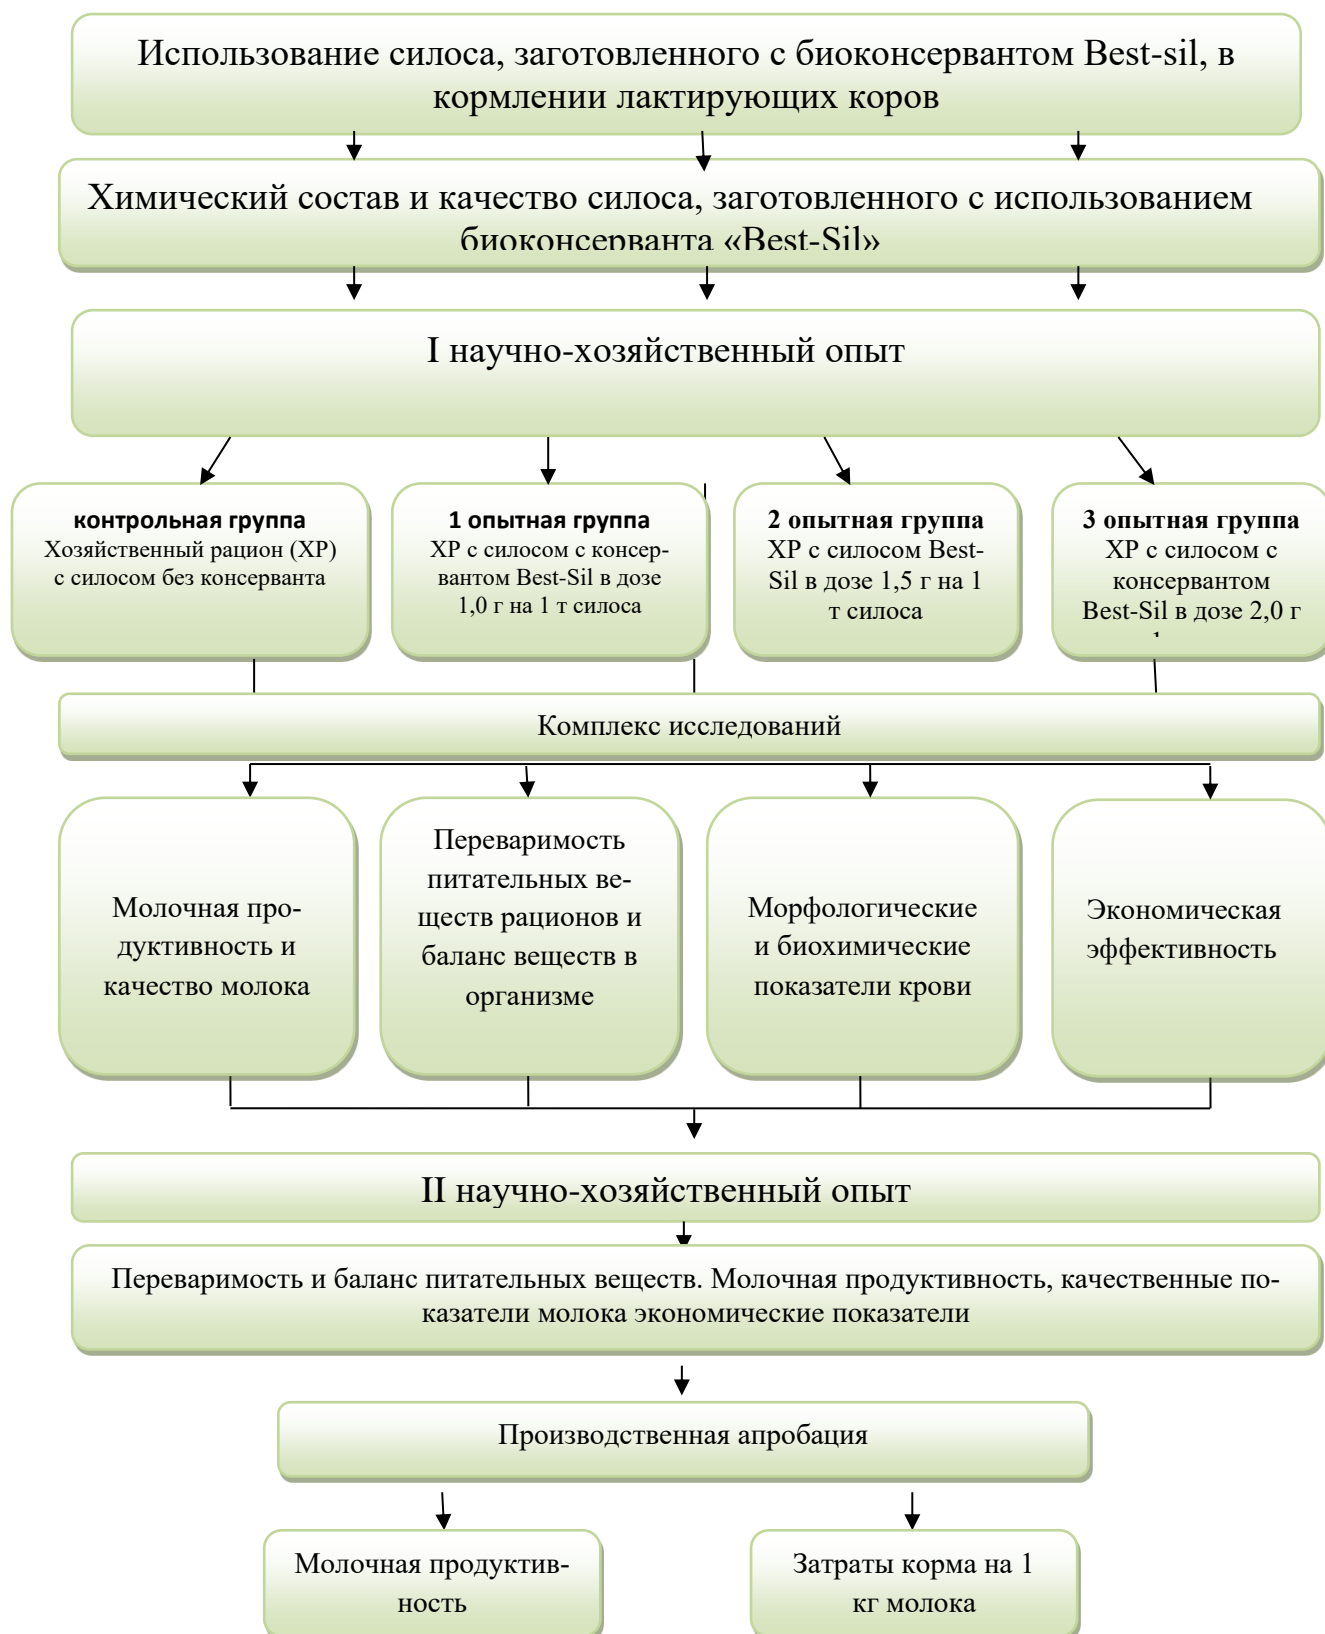 Использование силоса, заготовленного с биоконсервантом Best-sil, в
кормлении лактирующих коров
Химический состав и качество силоса, заготовленного с использованием
биоконсерванта «Best-Sil»
I научно-хозяйственный опыт
контрольная группа
Хозяйственный рацион (ХР)
с силосом без консерванта
1 опытная группа
ХР с силосом с консер-
вантом Best-Sil в дозе
1,0 г на 1 т силоса
2 опытная группа
ХР с силосом Best-
Sil в дозе 1,5 г на 1
т силоса
3 опытная группа
ХР с силосом с
консервантом
Best-Sil в дозе 2,0 г
Комплекс исследований
Молочная про-
дуктивность и
качество молока
Переваримость
питательных ве-
ществ рационов и
баланс веществ в
организме
Морфологические
и биохимические
показатели крови
Экономическая
эффективность
II научно-хозяйственный опыт
Переваримость и баланс питательных веществ. Молочная продуктивность, качественные по-
казатели молока экономические показатели
Производственная апробация
Молочная продуктив-
ность
Затраты корма на 1
кг молока